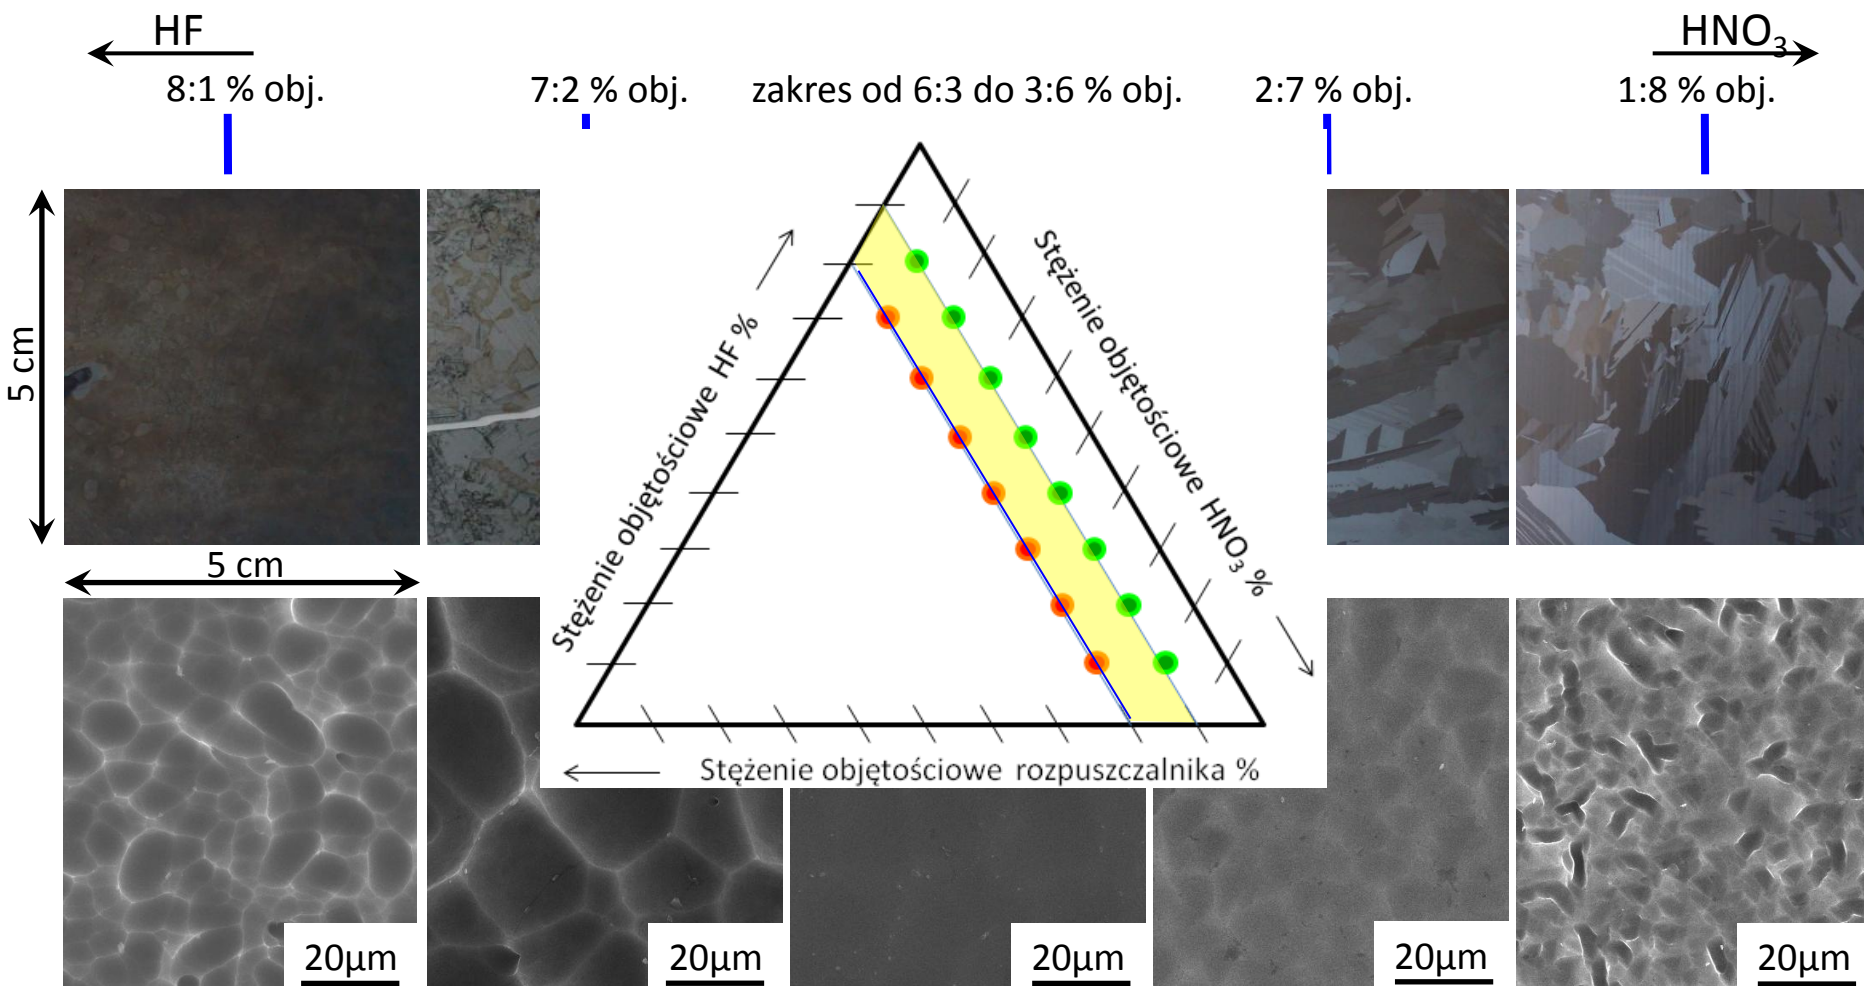 HF
HNO₃
8:1 % obj.
7:2 % obj.
zakres od 6:3 do 3:6 % obj.
2:7 % obj.
1:8 % obj.
5 cm
5 cm
Stężenie objętościowe HF %
Stężenie objętościowe HNO₃ %
Stężenie objętościowe rozpuszczalnika %
20µm
20µm
20µm
20µm
20µm